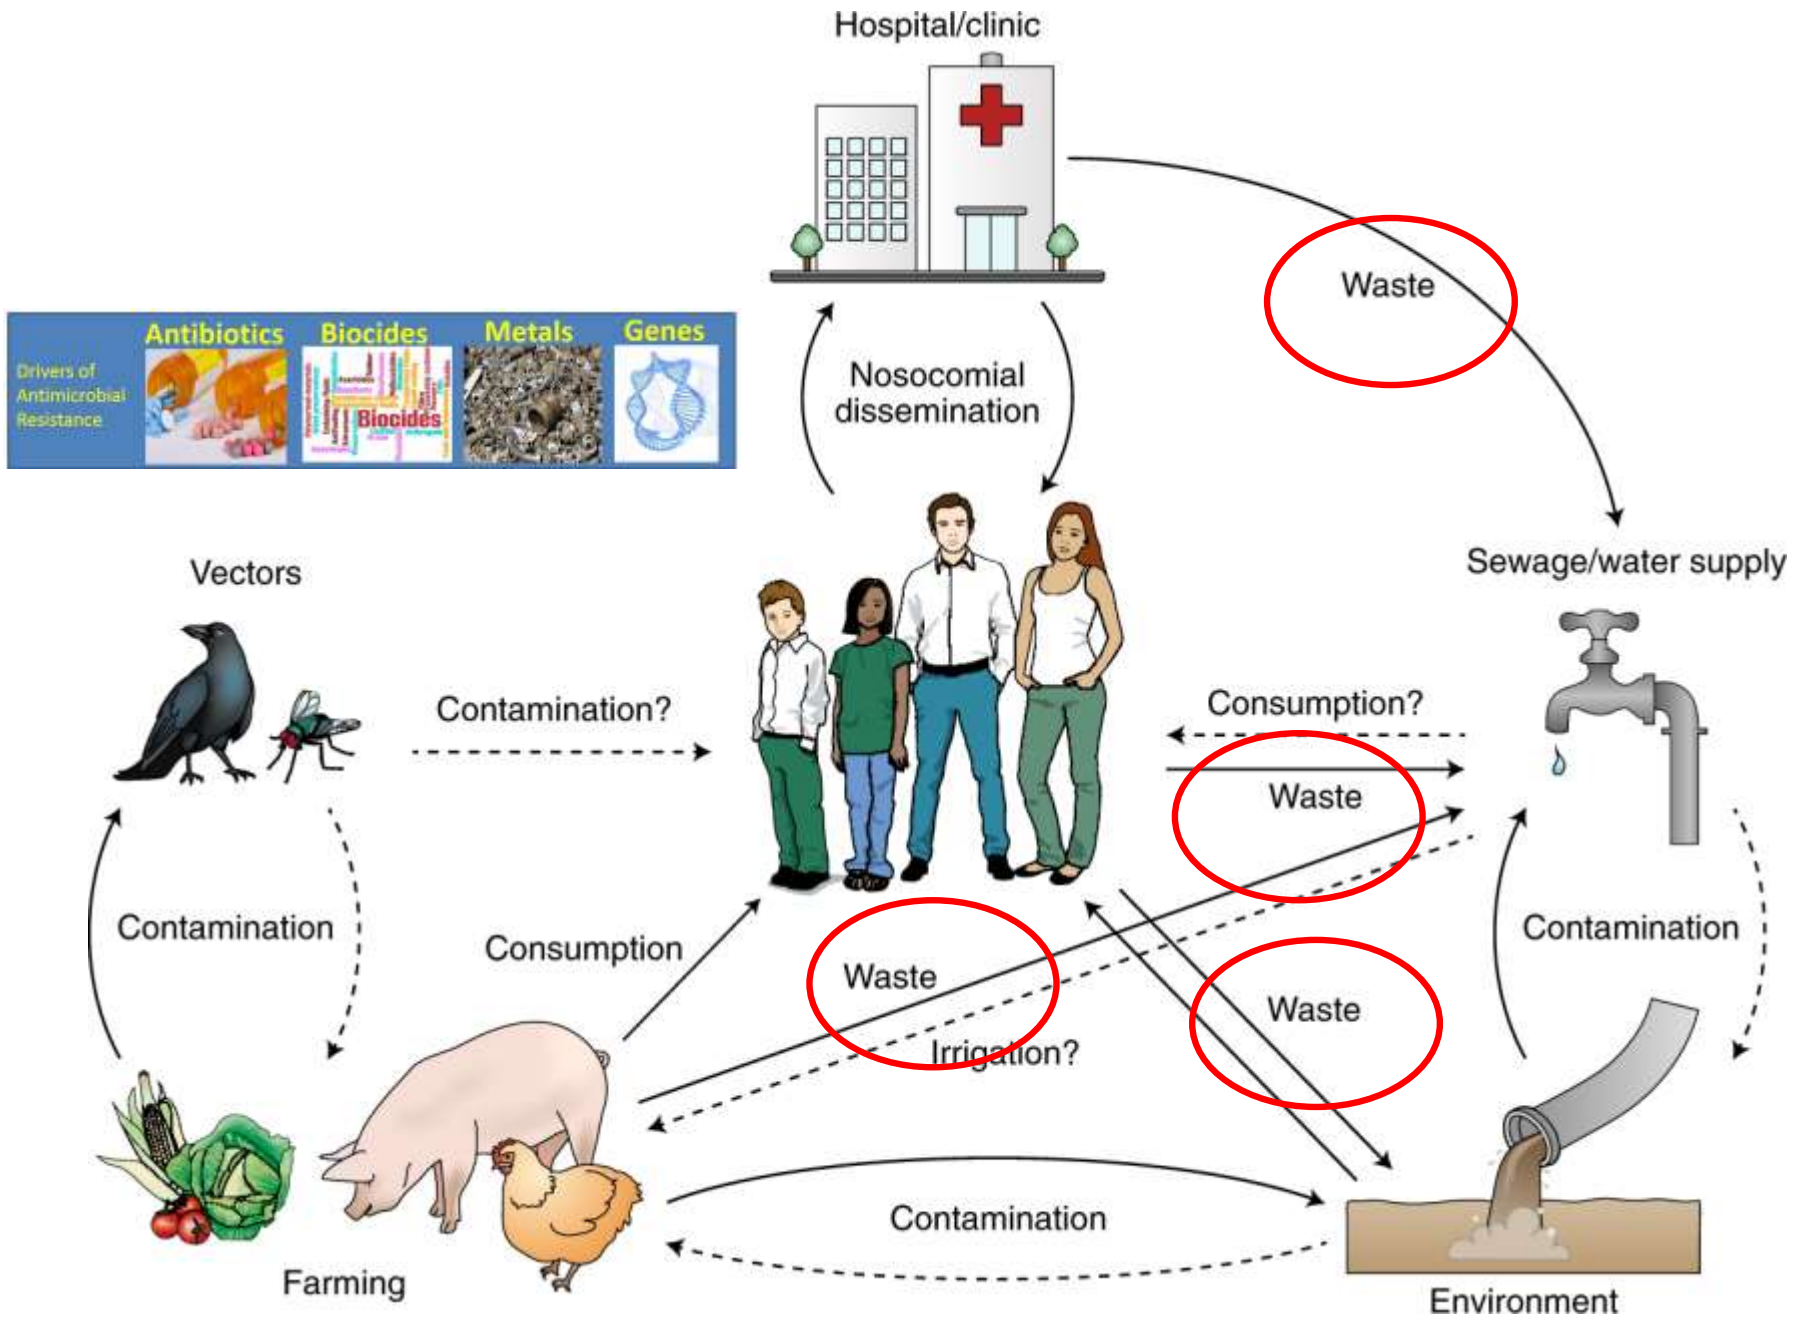 Hospital/clinic
Waste
Antibiotics
Biocides
Metals
Genes
Drivers of
Antimicrobial
Resistance
Biocides
Nosocomial
dissemination
Vectors
Sewage/water supply
Contamination?
Consumption?
Waste
Contamination
Consumption
Waste
Waste
Contamination
Irrigation?
Contamination
Farming
Environment